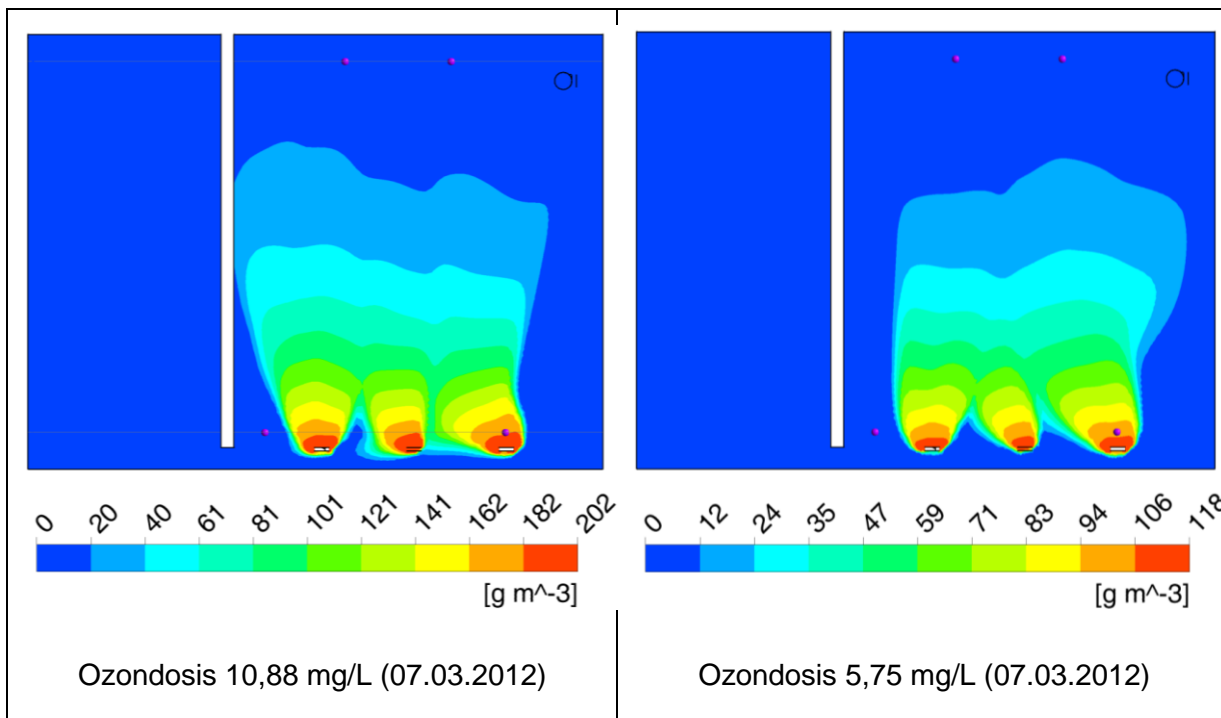 0 20 40 61 81 101 121 141 162 182 202
[g m^-3]
Ozondosis 10,88 mg/L (07.03.2012)
0 12 24 35 47 59 71 83 94 106 118
[g m^-3]
Ozondosis 5,75 mg/L (07.03.2012)